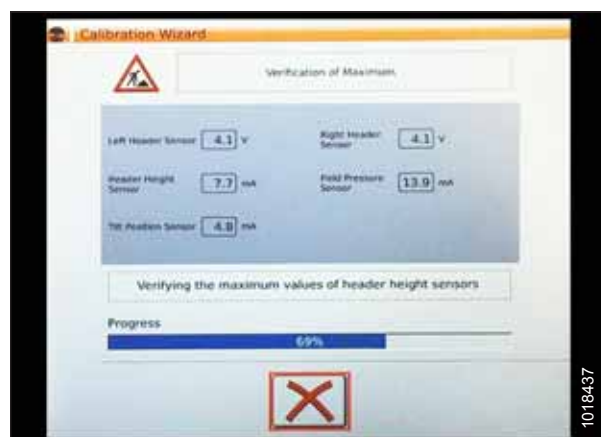 Calibration Wizard
Verification of Maximum
Left Header Sensor 4.1 V
Right Header Sensor 4.1 V
Header Height Sensor 7.7 mA
Field Pressure Sensor 13.9 mA
Tilt Position Sensor 4.8 mA
Verifying the maximum values of header height sensors
Progress
69%
1018437